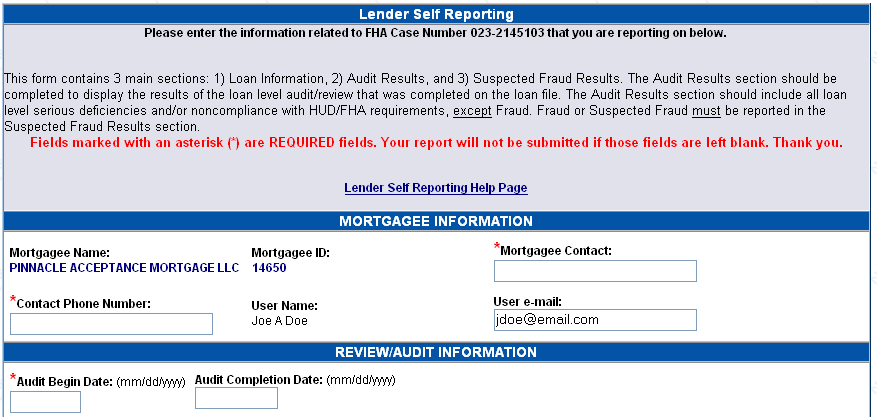 Lender Self Reporting
Please enter the information related to FHA Case Number 023-2145103 that you are reporting on below.
This form contains 3 main sections: 1) Loan Information, 2) Audit Results, and 3) Suspected Fraud Results. The Audit Results section should be
completed to display the results of the loan level audit/review that was completed on the loan file. The Audit Results section should include all loan
level serious deficiencies and/or noncompliance with HUD/FHA requirements, except Fraud. Fraud or Suspected Fraud must be reported in the
Suspected Fraud Results section.
Fields marked with an asterisk (*) are REQUIRED fields. Your report will not be submitted if those fields are left blank. Thank you.
Lender Self Reporting Help Page
MORTGAGEE INFORMATION
Mortgagee Name: Mortgagee ID: *Mortgagee Contact:
PINNACLE ACCEPTANCE MORTGAGE LLC 14650
*Contact Phone Number: User Name: User e-mail:
Joe A Doe jdoe@email.com
REVIEW/AUDIT INFORMATION
*Audit Begin Date: (mm/dd/yyyy) Audit Completion Date: (mm/dd/yyyy)